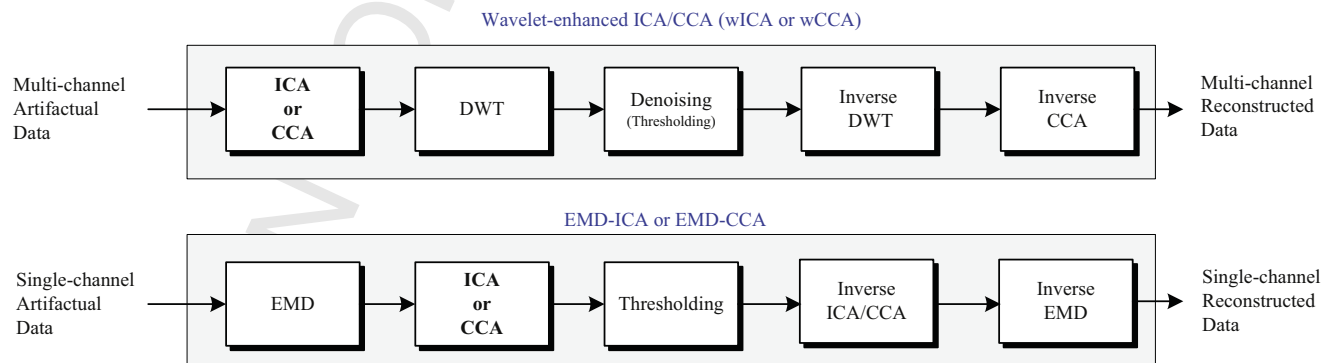 Wavelet-enhanced ICA/CCA (wICA or wCCA)
Multi-channel
Artifactual
Data
ICA
or
CCA
DWT
Denoising
(Thresholding)
Inverse
DWT
Inverse
CCA
Multi-channel
Reconstructed
Data
EMD-ICA or EMD-CCA
Single-channel
Artifactual
Data
EMD
ICA
or
CCA
Thresholding
Inverse
ICA/CCA
Inverse
EMD
Single-channel
Reconstructed
Data